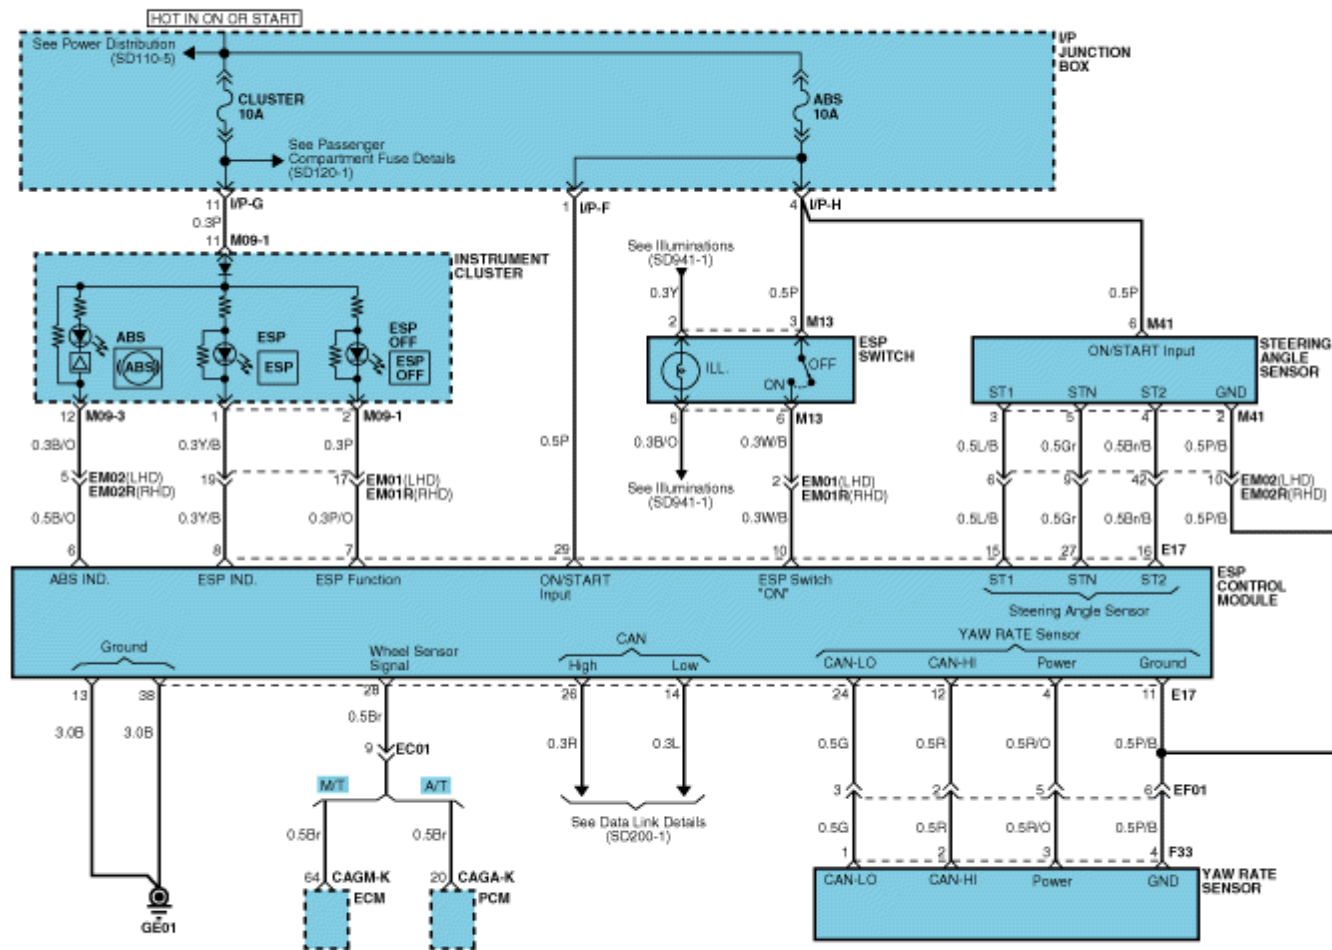 HOT IN ON OR START
See Power Distribution
(SD110-5)
I/P
JUNCTION
BOX
CLUSTER
10A
ABS
10A
See Passenger
Compartment Fuse Details
(SD120-1)
11 I/P-G
1 I/P-F
4 I/P-H
0.3P
11 M09-1
INSTRUMENT
CLUSTER
See Illuminations
(SD941-1)
0.3Y
0.5P
0.5P
2
3 M13
6 M41
ABS
(ABS)
ESP
ESP
ESP
OFF
ESP
OFF
ESP
SWITCH
ILL.
OFF
ON
STEERING
ANGLE
SENSOR
ON/START Input
ST1
STN
ST2
GND
12 M09-3
1
2 M09-1
5
6 M13
3
5
4
2 M41
0.3B/O
0.3Y/B
0.3P
0.5P
0.3B/O
0.3W/B
0.5L/B
0.5Gr
0.5Br/B
0.5P/B
5 EM02(LHD)
EM02R(RHD)
19
17 EM01(LHD)
EM01R(RHD)
See Illuminations
(SD941-1)
2 EM01(LHD)
EM01R(RHD)
6
9
42
10 EM02(LHD)
EM02R(RHD)
0.5B/O
0.3Y/B
0.3P/O
0.3W/B
0.5L/B
0.5Gr
0.5Br/B
0.5P/B
6
8
7
29
10
15
27
16 E17
ABS IND.
ESP IND.
ESP Function
ON/START
Input
ESP Switch
"ON"
ST1
STN
ST2
Steering Angle Sensor
ESP
CONTROL
MODULE
Ground
Wheel Sensor
Signal
CAN
High
Low
YAW RATE Sensor
CAN-LO
CAN-HI
Power
Ground
13
38
28
26
14
24
12
4
11 E17
3.0B
3.0B
0.5Br
0.3R
0.3L
0.5G
0.5R
0.5R/O
0.5P/B
9 EC01
M/T
A/T
3
2
5
6 EF01
See Data Link Details
(SD200-1)
0.5Br
0.5Br
0.5G
0.5R
0.5R/O
0.5P/B
1
2
3
4 F33
64 CAGM-K
20 CAGA-K
ECM
PCM
CAN-LO
CAN-HI
Power
GND
YAW RATE
SENSOR
GE01